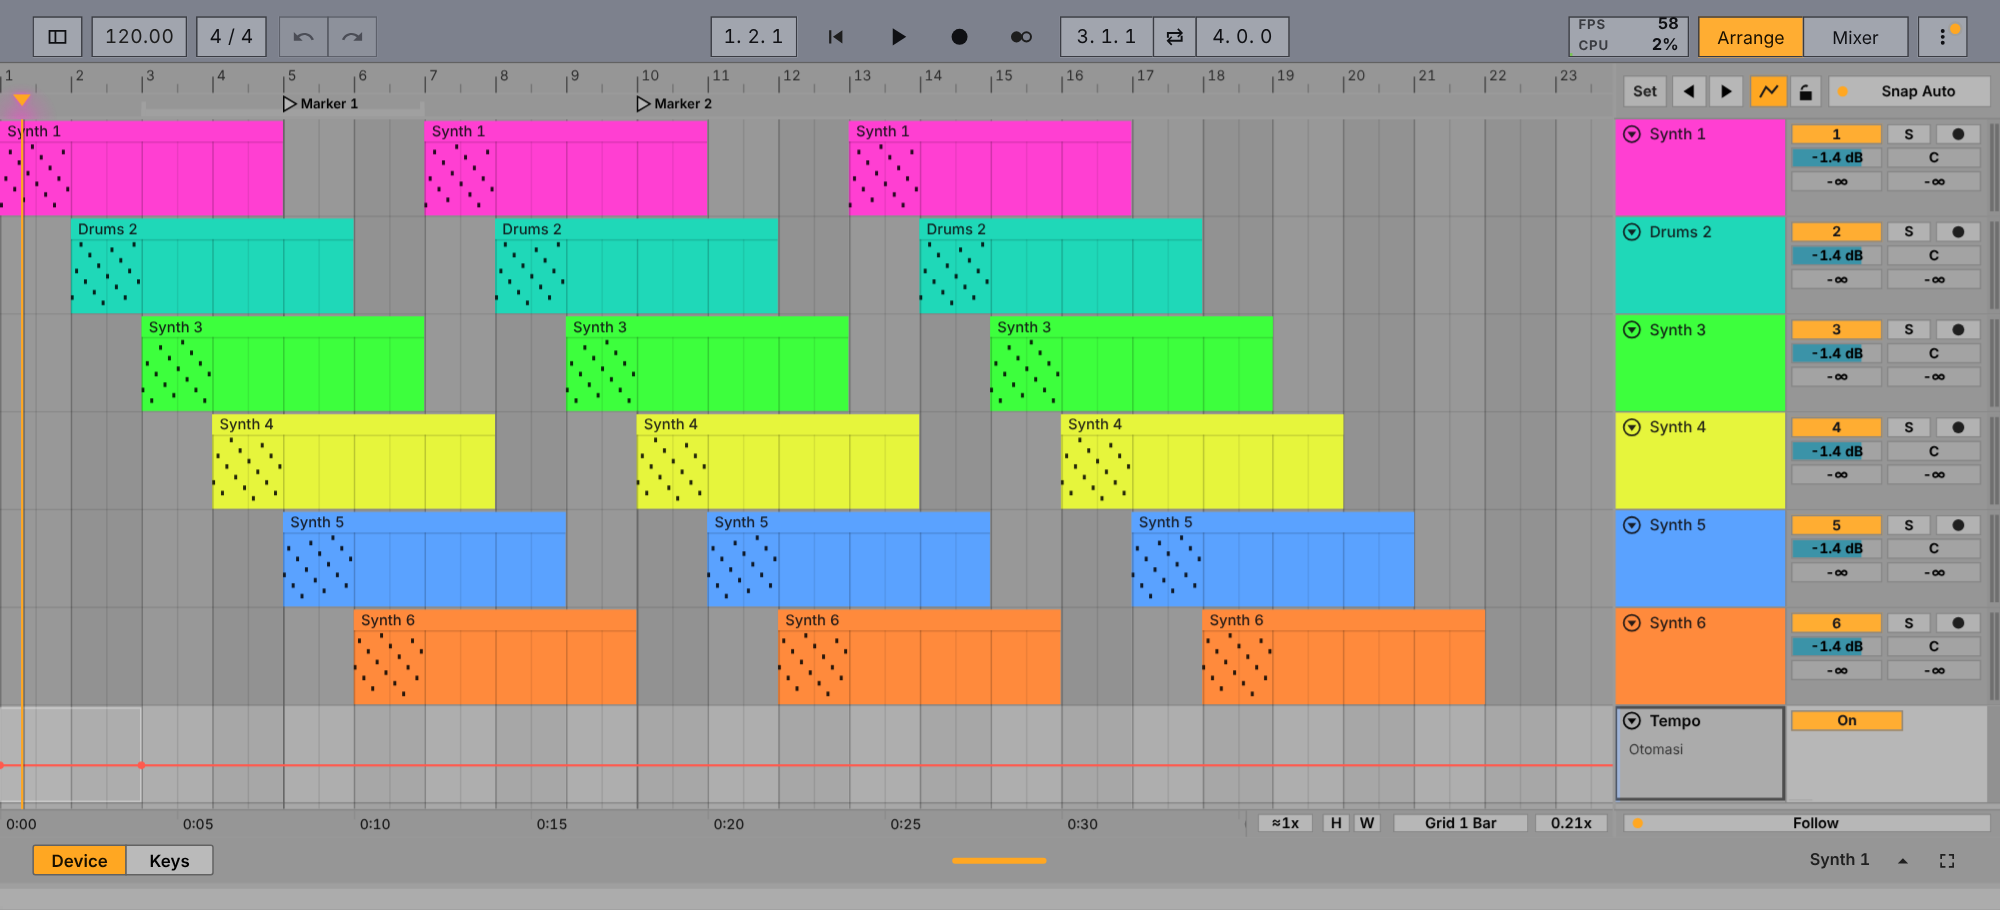 120.00
4 / 4
1. 2. 1
3. 1. 1
4. 0. 0
FPS 58
CPU 2%
Arrange
Mixer
1 2 3 4 5 6 7 8 9 10 11 12 13 14 15 16 17 18 19 20 21 22 23
Marker 1
Marker 2
Set
Snap Auto
Synth 1 Synth 1 Synth 1
Synth 1
1 S
-1.4 dB C
-∞ -∞
Drums 2 Drums 2 Drums 2
Drums 2
2 S
-1.4 dB C
-∞ -∞
Synth 3 Synth 3 Synth 3
Synth 3
3 S
-1.4 dB C
-∞ -∞
Synth 4 Synth 4 Synth 4
Synth 4
4 S
-1.4 dB C
-∞ -∞
Synth 5 Synth 5 Synth 5
Synth 5
5 S
-1.4 dB C
-∞ -∞
Synth 6 Synth 6 Synth 6
Synth 6
6 S
-1.4 dB C
-∞ -∞
Tempo
On
Otomasi
0:00 0:05 0:10 0:15 0:20 0:25 0:30
≈1x
H
W
Grid 1 Bar
0.21x
Follow
Device
Keys
Synth 1